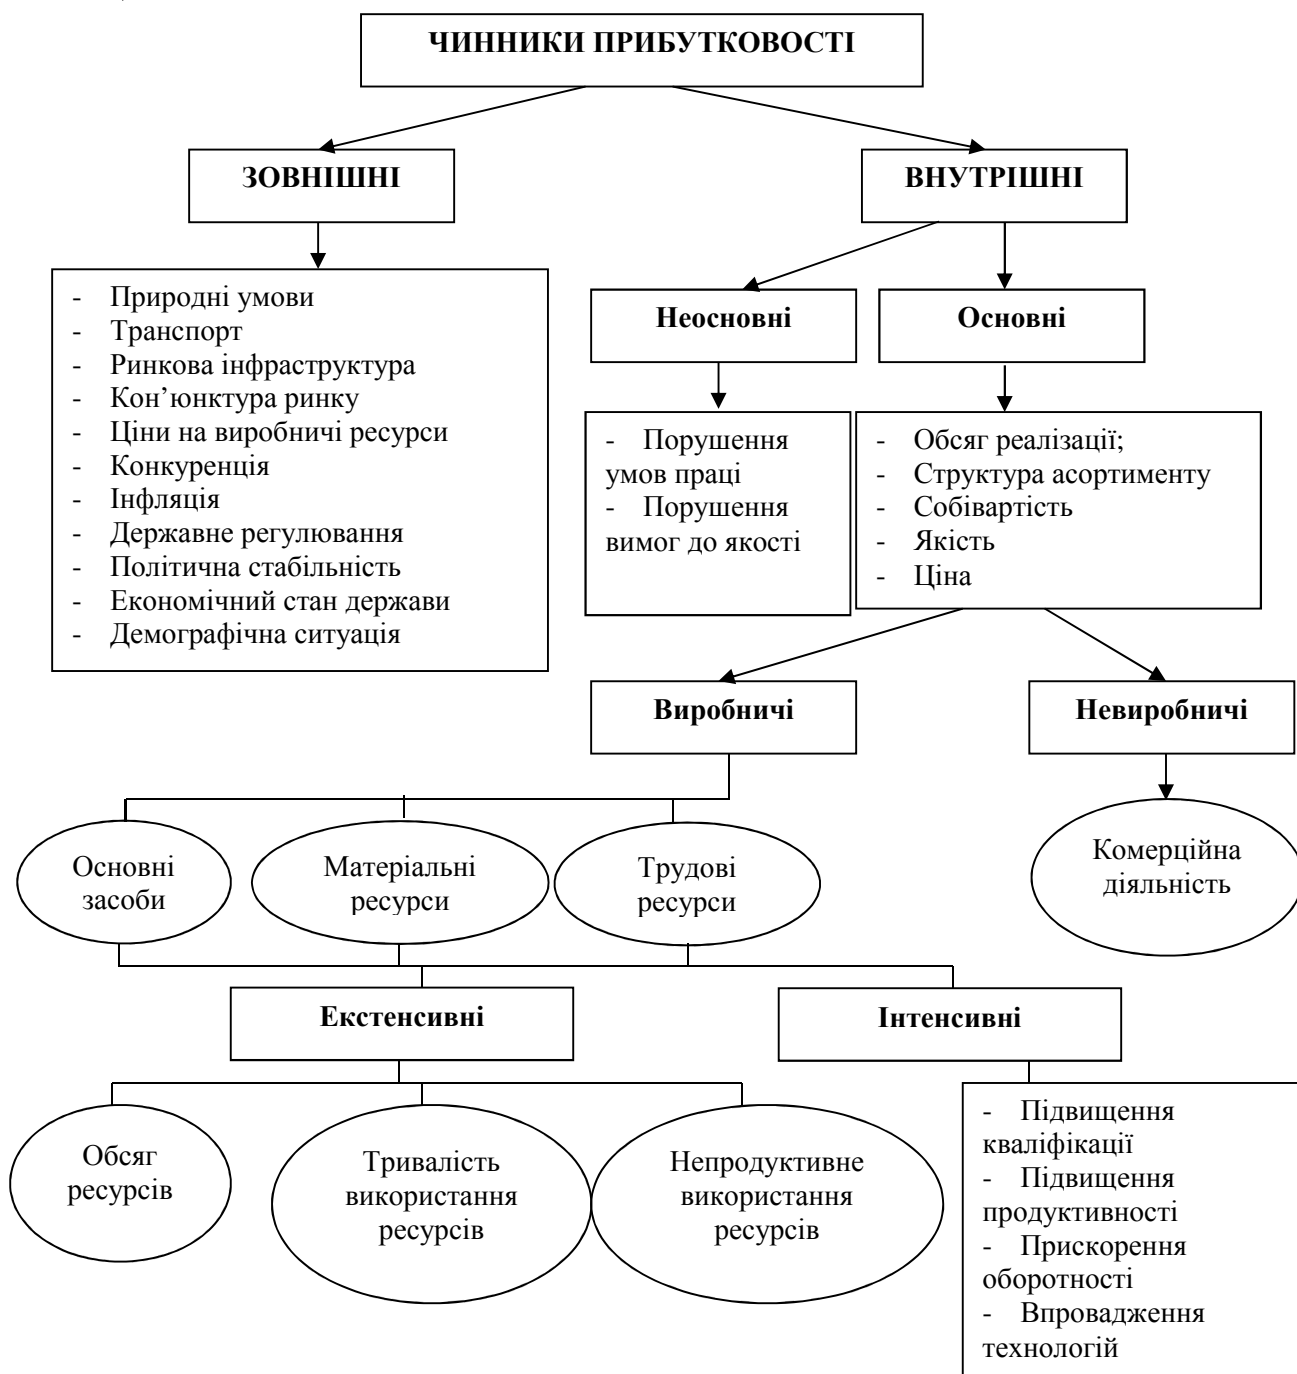 ЧИННИКИ ПРИБУТКОВОСТІ
ЗОВНІШНІ
ВНУТРІШНІ
- Природні умови
- Транспорт
- Ринкова інфраструктура
- Кон’юнктура ринку
- Ціни на виробничі ресурси
- Конкуренція
- Інфляція
- Державне регулювання
- Політична стабільність
- Економічний стан держави
- Демографічна ситуація
Неосновні
Основні
- Порушення
умов праці
- Порушення
вимог до якості
- Обсяг реалізації;
- Структура асортименту
- Собівартість
- Якість
- Ціна
Виробничі
Невиробничі
Основні
засоби
Матеріальні
ресурси
Трудові
ресурси
Комерційна
діяльність
Екстенсивні
Інтенсивні
Обсяг
ресурсів
Тривалість
використання
ресурсів
Непродуктивне
використання
ресурсів
- Підвищення
кваліфікації
- Підвищення
продуктивності
- Прискорення
оборотності
- Впровадження
технологій